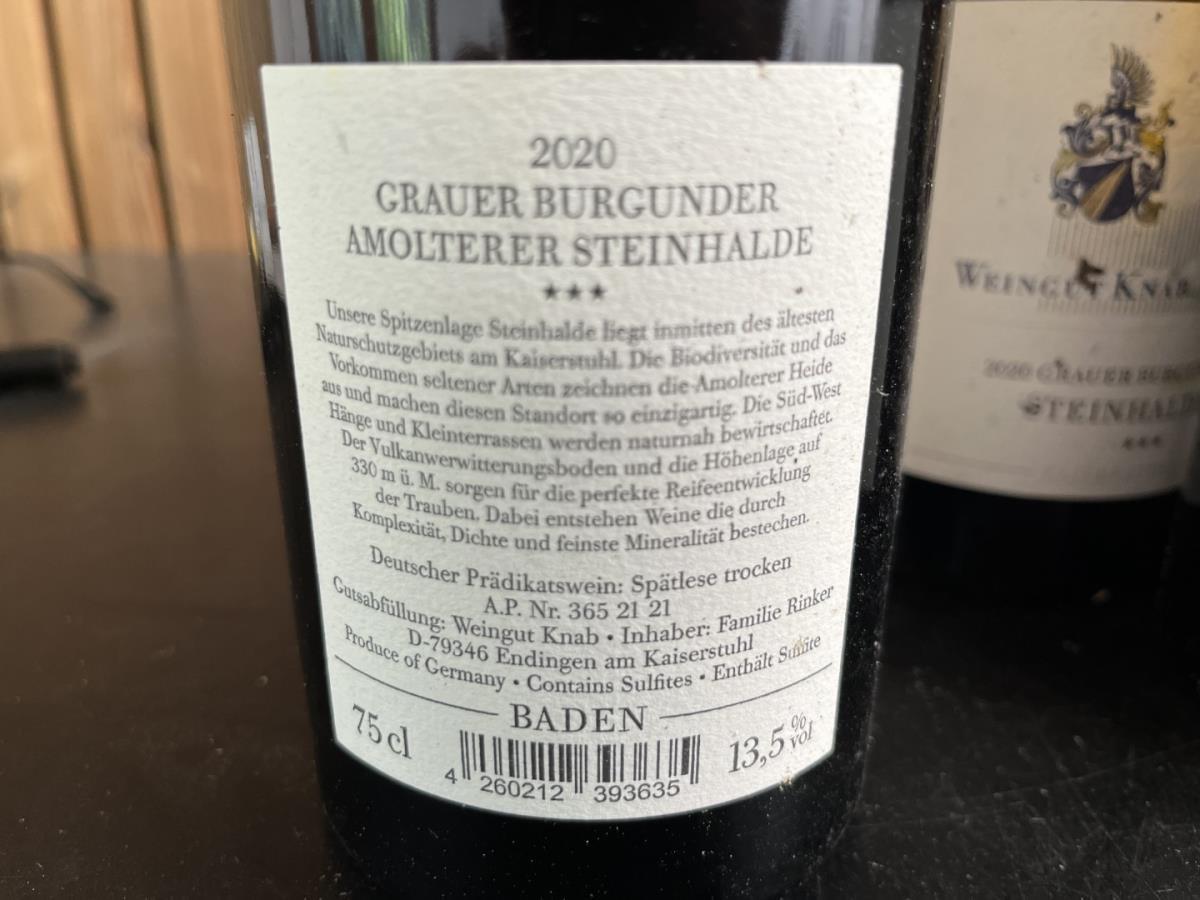 2020
GRAUER BURGUNDER
AMOLTERER STEINHALDE
★★★
Unsere Spitzenlage Steinhalde liegt inmitten des ältesten
Naturschutzgebiets am Kaiserstuhl. Die Biodiversität und das
Vorkommen seltener Arten zeichnen die Amolterer Heide
aus und machen diesen Standort so einzigartig. Die Süd-West
Hänge und Kleinterrassen werden naturnah bewirtschaftet.
Der Vulkanwerwitterungsboden und die Höhenlage auf
330 m ü. M. sorgen für die perfekte Reifeentwicklung
der Trauben. Dabei entstehen Weine die durch
Komplexität, Dichte und feinste Mineralität bestechen.
Deutscher Prädikatswein: Spätlese trocken
A.P. Nr. 365 21 21
Gutsabfüllung: Weingut Knab • Inhaber: Familie Rinker
D-79346 Endingen am Kaiserstuhl
Produce of Germany • Contains Sulfites • Enthält Sulfite
BADEN
75 cl
13,5 % vol
4 260212 393635
WEINGUT KNAB
2020 GRAUER BURGU
STEINHALD
★★★